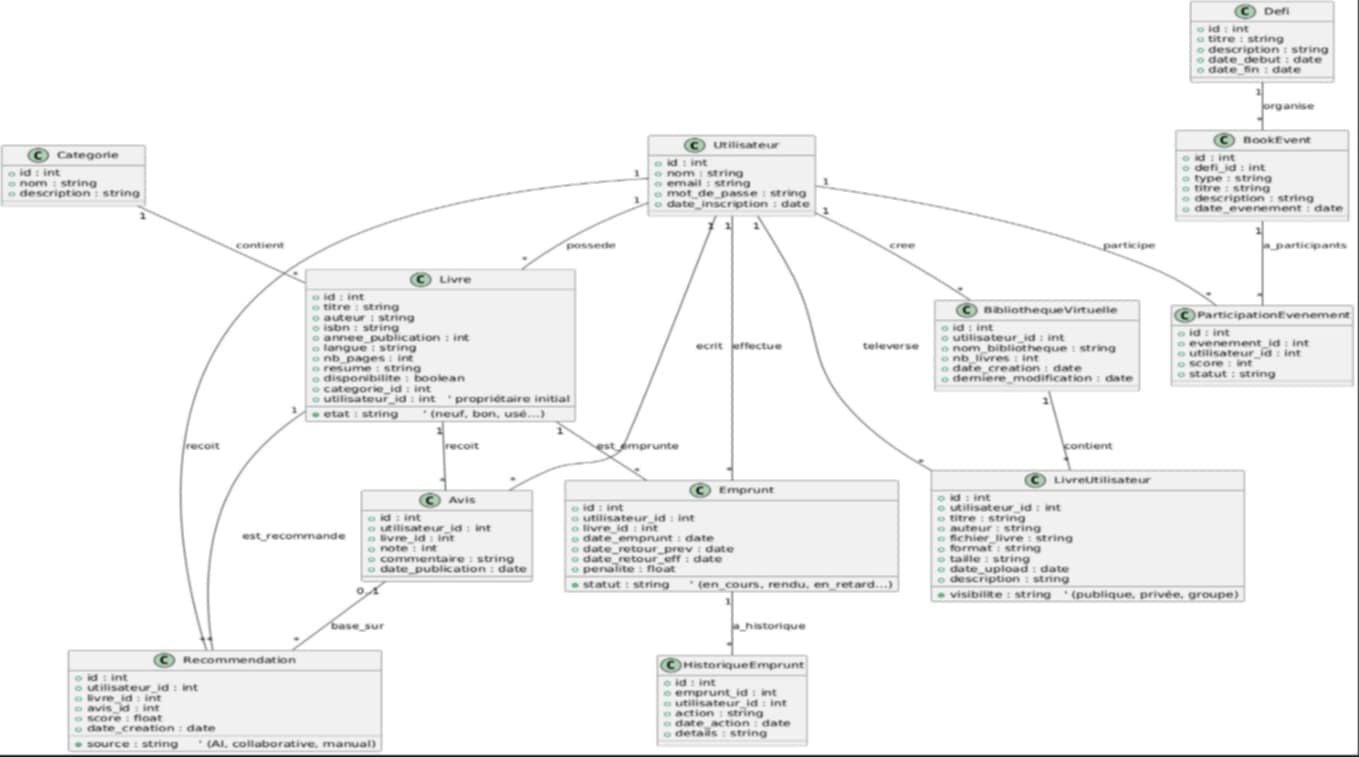 C Defi
id : int
titre : string
description : string
date_debut : date
date_fin : date
1
organise
*
C BookEvent
id : int
defi_id : int
type : string
titre : string
description : string
date_evenement : date
1
a_participants
*
C Categorie
id : int
nom : string
description : string
1
contient
*
C Utilisateur
id : int
nom : string
email : string
mot_de_passe : string
date_inscription : date
1
1
1
1
1
1
1
possede
*
cree
*
participe
*
C Livre
id : int
titre : string
auteur : string
isbn : string
annee_publication : int
langue : string
nb_pages : int
resume : string
disponibilite : boolean
categorie_id : int
utilisateur_id : int ' propriétaire initial
etat : string ' (neuf, bon, usé...)
1
1
1
ecrit
effectue
televerse
C BibliothequeVirtuelle
id : int
utilisateur_id : int
nom_bibliotheque : string
nb_livres : int
date_creation : date
derniere_modification : date
1
contient
*
C ParticipationEvenement
id : int
evenement_id : int
utilisateur_id : int
score : int
statut : string
recoit
recoit
est_emprunte
*
*
*
*
*
C Avis
id : int
utilisateur_id : int
livre_id : int
note : int
commentaire : string
date_publication : date
0..1
est_recommande
base_sur
*
**
C Emprunt
id : int
utilisateur_id : int
livre_id : int
date_emprunt : date
date_retour_prev : date
date_retour_eff : date
penalite : float
statut : string ' (en_cours, rendu, en_retard...)
1
a_historique
*
C LivreUtilisateur
id : int
utilisateur_id : int
titre : string
auteur : string
fichier_livre : string
format : string
taille : string
date_upload : date
description : string
visibilite : string ' (publique, privée, groupe)
C Recommendation
id : int
utilisateur_id : int
livre_id : int
avis_id : int
score : float
date_creation : date
source : string ' (AI, collaborative, manual)
C HistoriqueEmprunt
id : int
emprunt_id : int
utilisateur_id : int
action : string
date_action : date
details : string